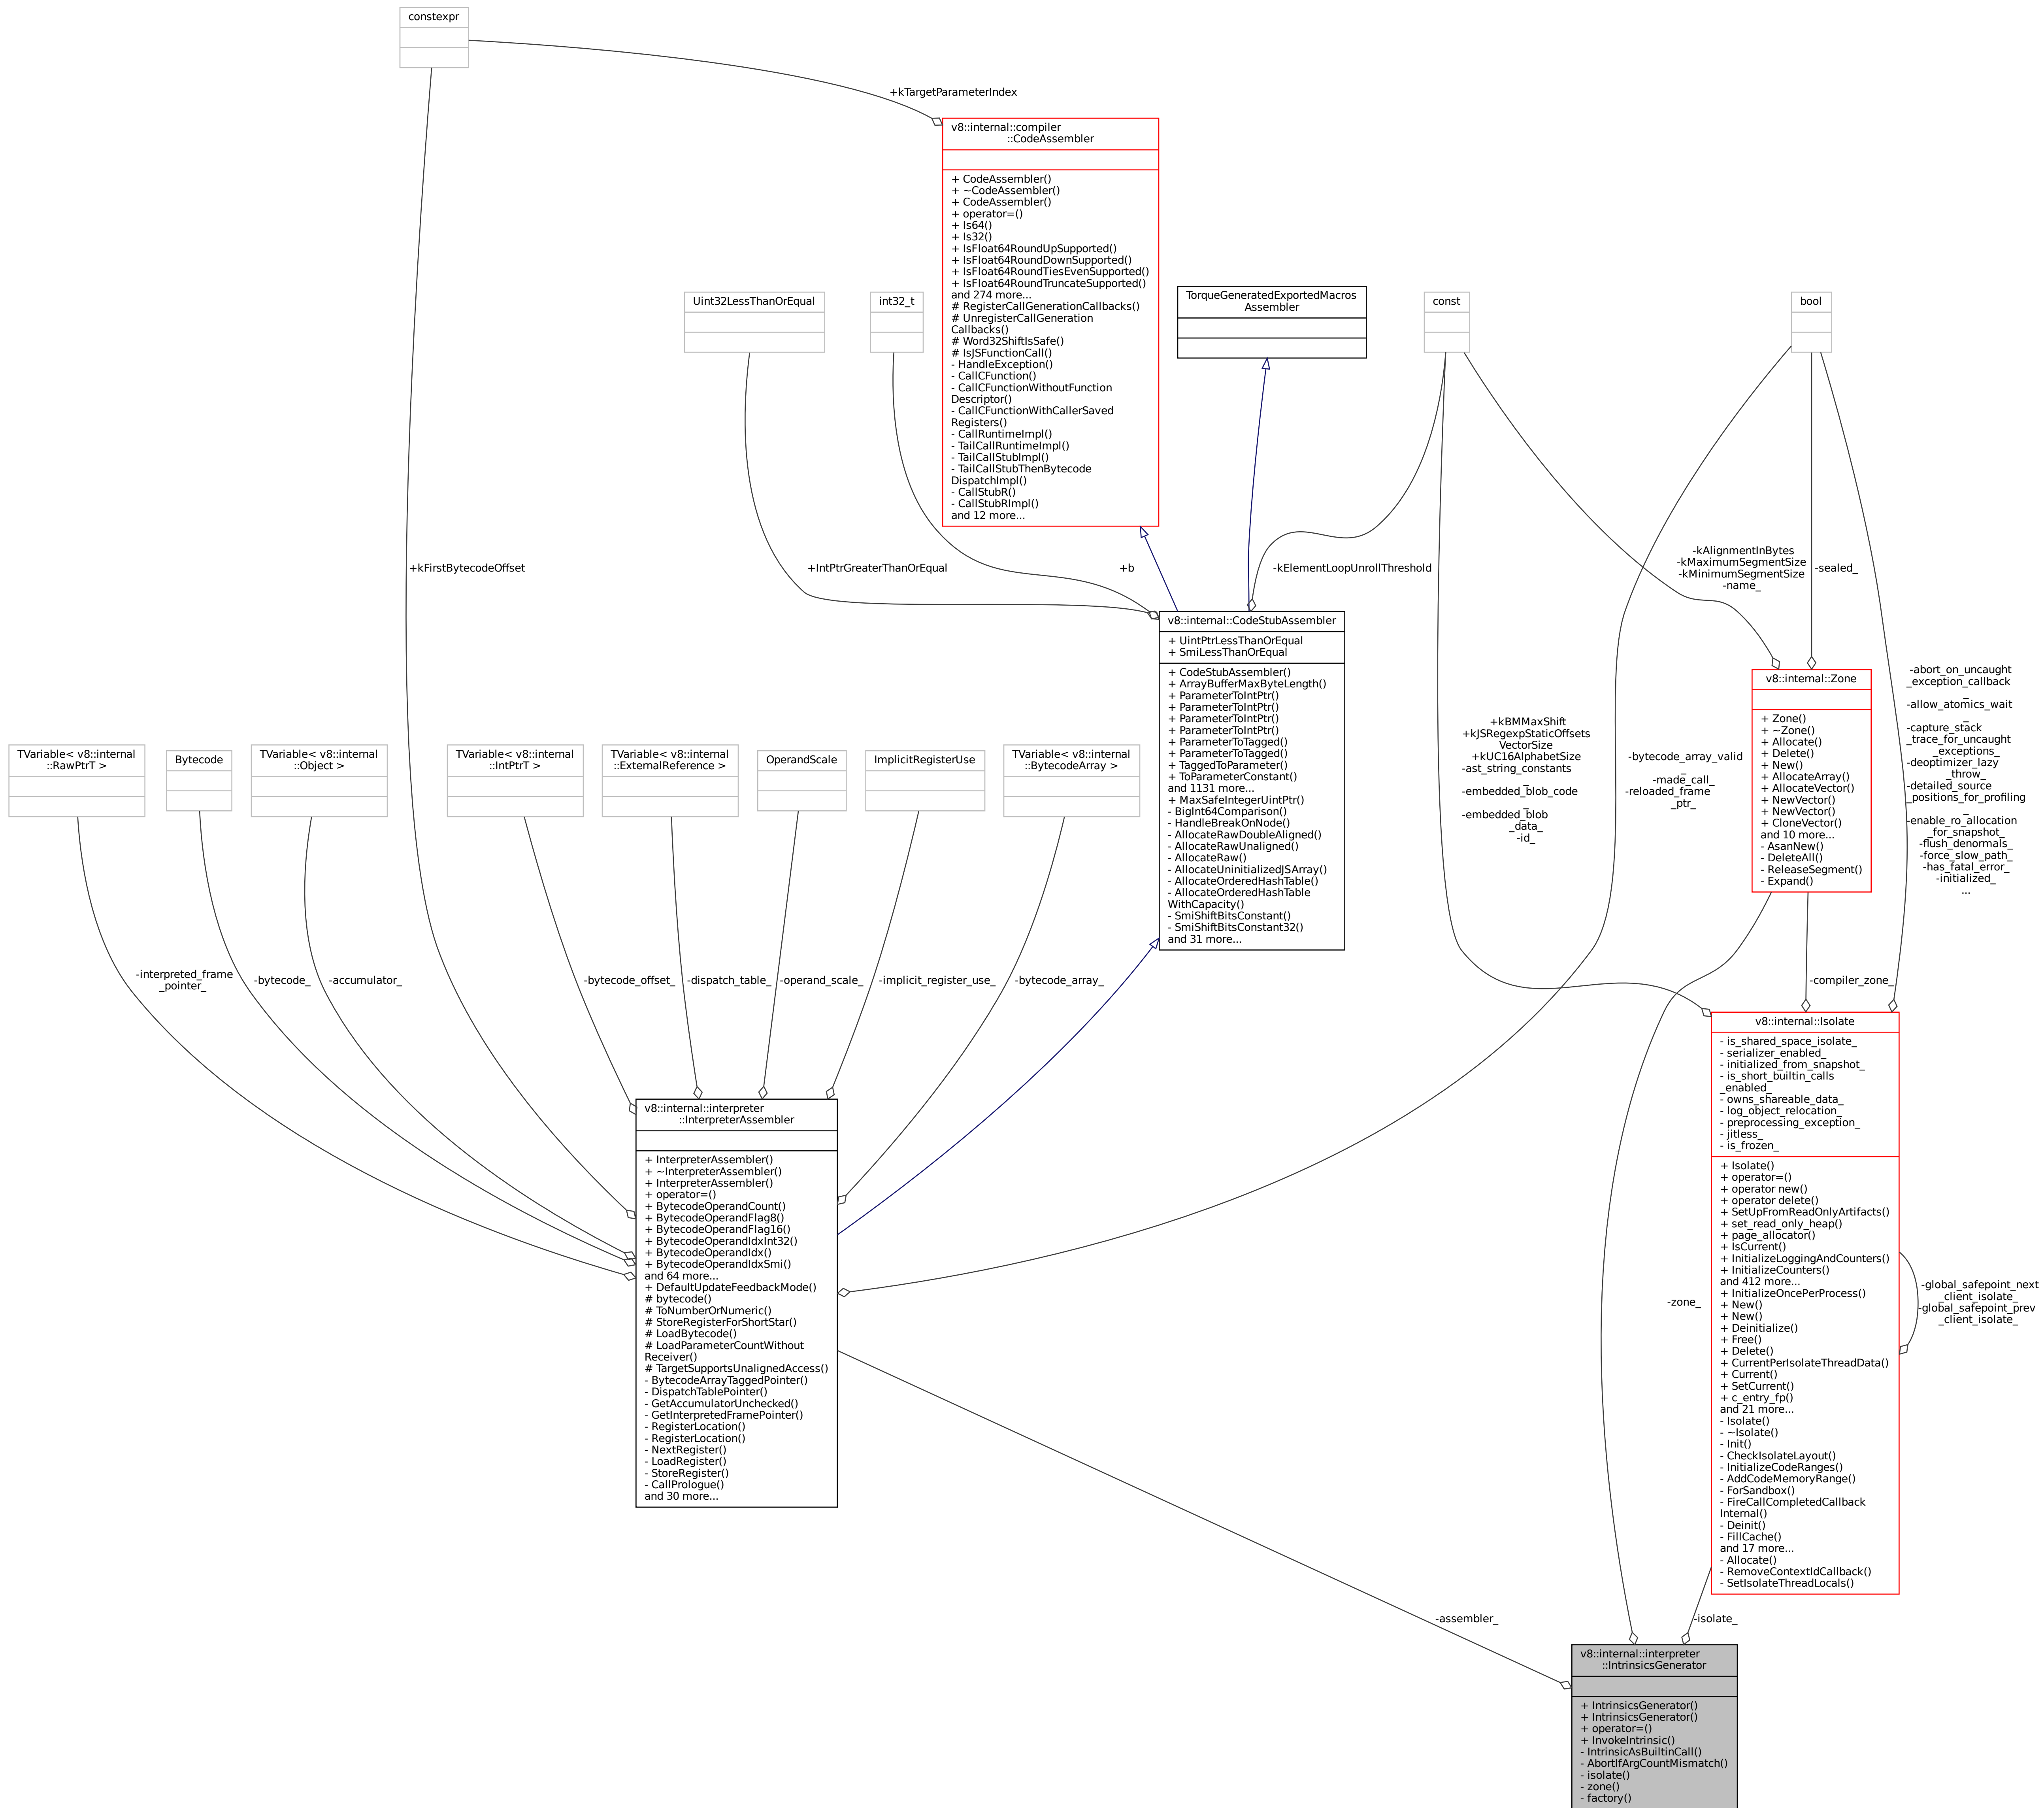 constexpr
+kTargetParameterIndex
v8::internal::compiler
::CodeAssembler
+ CodeAssembler()
+ ~CodeAssembler()
+ CodeAssembler()
+ operator=()
+ Is64()
+ Is32()
+ IsFloat64RoundUpSupported()
+ IsFloat64RoundDownSupported()
+ IsFloat64RoundTiesEvenSupported()
+ IsFloat64RoundTruncateSupported()
and 274 more...
# RegisterCallGenerationCallbacks()
# UnregisterCallGeneration
Callbacks()
# Word32ShiftIsSafe()
# IsJSFunctionCall()
- HandleException()
- CallCFunction()
- CallCFunctionWithoutFunction
Descriptor()
- CallCFunctionWithCallerSaved
Registers()
- CallRuntimeImpl()
- TailCallRuntimeImpl()
- TailCallStubImpl()
- TailCallStubThenBytecode
DispatchImpl()
- CallStubR()
- CallStubRImpl()
and 12 more...
Uint32LessThanOrEqual
int32_t
TorqueGeneratedExportedMacros
Assembler
const
bool
+kFirstBytecodeOffset
+IntPtrGreaterThanOrEqual
+b
-kElementLoopUnrollThreshold
-kAlignmentInBytes
-kMaximumSegmentSize
-kMinimumSegmentSize
-name_
-sealed_
v8::internal::CodeStubAssembler
+ UintPtrLessThanOrEqual
+ SmiLessThanOrEqual
+ CodeStubAssembler()
+ ArrayBufferMaxByteLength()
+ ParameterToIntPtr()
+ ParameterToIntPtr()
+ ParameterToIntPtr()
+ ParameterToIntPtr()
+ ParameterToTagged()
+ ParameterToTagged()
+ TaggedToParameter()
+ ToParameterConstant()
and 1131 more...
+ MaxSafeIntegerUintPtr()
- BigInt64Comparison()
- HandleBreakOnNode()
- AllocateRawDoubleAligned()
- AllocateRawUnaligned()
- AllocateRaw()
- AllocateUninitializedJSArray()
- AllocateOrderedHashTable()
- AllocateOrderedHashTable
WithCapacity()
- SmiShiftBitsConstant()
- SmiShiftBitsConstant32()
and 31 more...
v8::internal::Zone
+ Zone()
+ ~Zone()
+ Allocate()
+ Delete()
+ New()
+ AllocateArray()
+ AllocateVector()
+ NewVector()
+ NewVector()
+ CloneVector()
and 10 more...
- AsanNew()
- DeleteAll()
- ReleaseSegment()
- Expand()
-abort_on_uncaught
_exception_callback
_
-allow_atomics_wait
_
-capture_stack
_trace_for_uncaught
_exceptions_
-deoptimizer_lazy
_throw_
-detailed_source
_positions_for_profiling
_
-enable_ro_allocation
_for_snapshot_
-flush_denormals_
-force_slow_path_
-has_fatal_error_
-initialized_
...
+kBMMaxShift
+kJSRegexpStaticOffsets
VectorSize
+kUC16AlphabetSize
-ast_string_constants
_
-embedded_blob_code
_
-embedded_blob
_data_
-id_
-bytecode_array_valid
_
-made_call_
-reloaded_frame
_ptr_
TVariable< v8::internal
::RawPtrT >
Bytecode
TVariable< v8::internal
::Object >
TVariable< v8::internal
::IntPtrT >
TVariable< v8::internal
::ExternalReference >
OperandScale
ImplicitRegisterUse
TVariable< v8::internal
::BytecodeArray >
-interpreted_frame
_pointer_
-bytecode_
-accumulator_
-bytecode_offset_
-dispatch_table_
-operand_scale_
-implicit_register_use_
-bytecode_array_
-compiler_zone_
v8::internal::interpreter
::InterpreterAssembler
+ InterpreterAssembler()
+ ~InterpreterAssembler()
+ InterpreterAssembler()
+ operator=()
+ BytecodeOperandCount()
+ BytecodeOperandFlag8()
+ BytecodeOperandFlag16()
+ BytecodeOperandIdxInt32()
+ BytecodeOperandIdx()
+ BytecodeOperandIdxSmi()
and 64 more...
+ DefaultUpdateFeedbackMode()
# bytecode()
# ToNumberOrNumeric()
# StoreRegisterForShortStar()
# LoadBytecode()
# LoadParameterCountWithout
Receiver()
# TargetSupportsUnalignedAccess()
- BytecodeArrayTaggedPointer()
- DispatchTablePointer()
- GetAccumulatorUnchecked()
- GetInterpretedFramePointer()
- RegisterLocation()
- RegisterLocation()
- NextRegister()
- LoadRegister()
- StoreRegister()
- CallPrologue()
and 30 more...
v8::internal::Isolate
- is_shared_space_isolate_
- serializer_enabled_
- initialized_from_snapshot_
- is_short_builtin_calls
_enabled_
- owns_shareable_data_
- log_object_relocation_
- preprocessing_exception_
- jitless_
- is_frozen_
+ Isolate()
+ operator=()
+ operator new()
+ operator delete()
+ SetUpFromReadOnlyArtifacts()
+ set_read_only_heap()
+ page_allocator()
+ IsCurrent()
+ InitializeLoggingAndCounters()
+ InitializeCounters()
and 412 more...
+ InitializeOncePerProcess()
+ New()
+ New()
+ Deinitialize()
+ Free()
+ Delete()
+ CurrentPerIsolateThreadData()
+ Current()
+ SetCurrent()
+ c_entry_fp()
and 21 more...
- Isolate()
- ~Isolate()
- Init()
- CheckIsolateLayout()
- InitializeCodeRanges()
- AddCodeMemoryRange()
- ForSandbox()
- FireCallCompletedCallback
Internal()
- Deinit()
- FillCache()
and 17 more...
- Allocate()
- RemoveContextIdCallback()
- SetIsolateThreadLocals()
-global_safepoint_next
_client_isolate_
-global_safepoint_prev
_client_isolate_
-zone_
-assembler_
-isolate_
v8::internal::interpreter
::IntrinsicsGenerator
+ IntrinsicsGenerator()
+ IntrinsicsGenerator()
+ operator=()
+ InvokeIntrinsic()
- IntrinsicAsBuiltinCall()
- AbortIfArgCountMismatch()
- isolate()
- zone()
- factory()